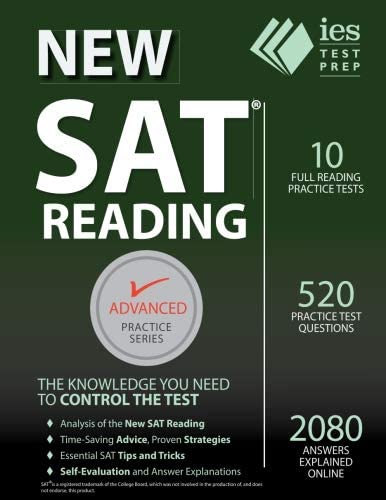 NEW
SAT®
READING
ies
TEST
PREP
10
FULL READING
PRACTICE TESTS
ADVANCED
PRACTICE
SERIES
520
PRACTICE TEST
QUESTIONS
THE KNOWLEDGE YOU NEED
TO CONTROL THE TEST
Analysis of the New SAT Reading
Time-Saving Advice, Proven Strategies
Essential SAT Tips and Tricks
Self-Evaluation and Answer Explanations
2080
ANSWERS
EXPLAINED
ONLINE
SAT® is a registered trademark of the College Board, which was not involved in the production of, and does
not endorse, this product.